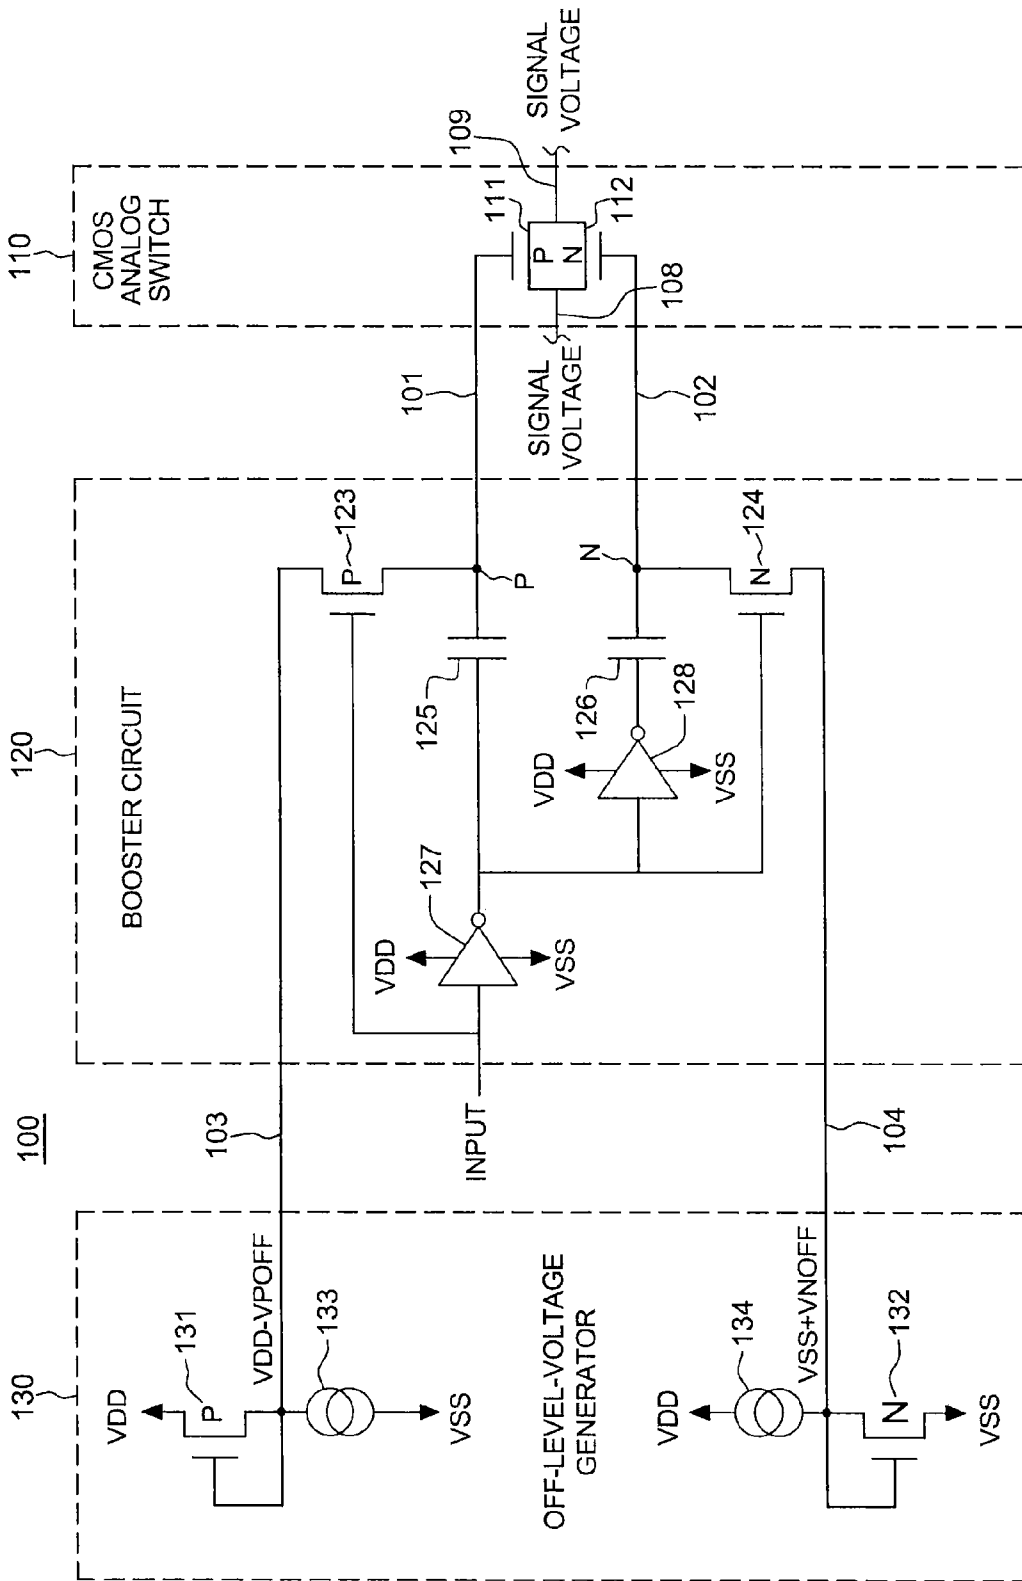 100
130
120
110
OFF-LEVEL-VOLTAGE
GENERATOR
BOOSTER CIRCUIT
CMOS
ANALOG
SWITCH
VDD
P
131
VDD-VPOFF
133
VSS
VDD
134
VSS+VNOFF
N
132
VSS
103
INPUT
104
VDD
127
VSS
P
123
125
P
VDD
126
128
VSS
N
N
124
101
102
SIGNAL
VOLTAGE
108
P
N
111
112
109
SIGNAL
VOLTAGE